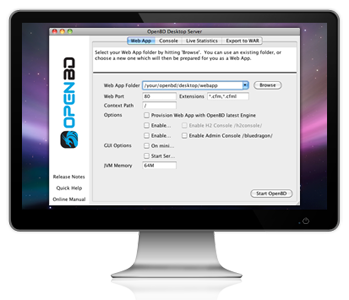 OpenBD Desktop Server
Web App Console Live Statistics Export to WAR
Select your Web App folder by hitting 'Browse'. You can use an existing folder, or
choose a new one which will then be prepared for you as a Web App.
OPENBD
Web App Folder /your/openbd/desktop/webapp Browse
Web Port 80 Extensions *.cfm,*.cfml
Context Path /
Options Provision Web App with OpenBD latest Engine
Enable... Enable H2 Console /h2console/
Enable... Enable Admin Console /bluedragon/
GUI Options On mini...
Start Ser...
JVM Memory 64M
Release Notes
Quick Help
Online Manual
Start OpenBD